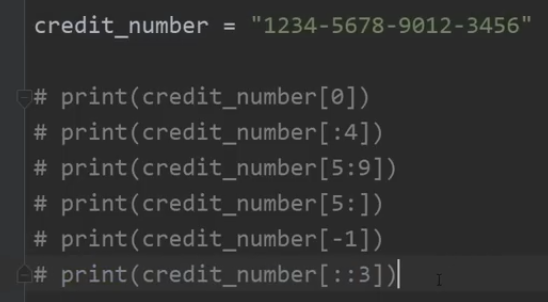 credit_number = "1234-5678-9012-3456"
# print(credit_number[0])
# print(credit_number[:4])
# print(credit_number[5:9])
# print(credit_number[5:])
# print(credit_number[-1])
# print(credit_number[::3])